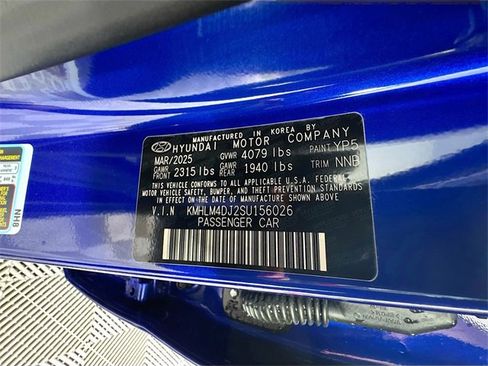 MANUFACTURED IN KOREA BY
HYUNDAI MOTOR COMPANY
MAR/2025 GVWR 4079 lbs PAINT YP5
GAWR FRONT 2315 lbs GAWR REAR 1940 lbs TRIM NNB
THIS VEHICLE CONFORMS TO ALL APPLICABLE U.S.A. FEDERAL
MOTOR VEHICLE SAFETY, BUMPER, AND THEFT PREVENTION STANDARDS
IN EFFECT ON THE DATE OF MANUFACTURE SHOWN ABOVE.
V.I.N KMHLM4DJ2SU156026
PASSENGER CAR
NH8